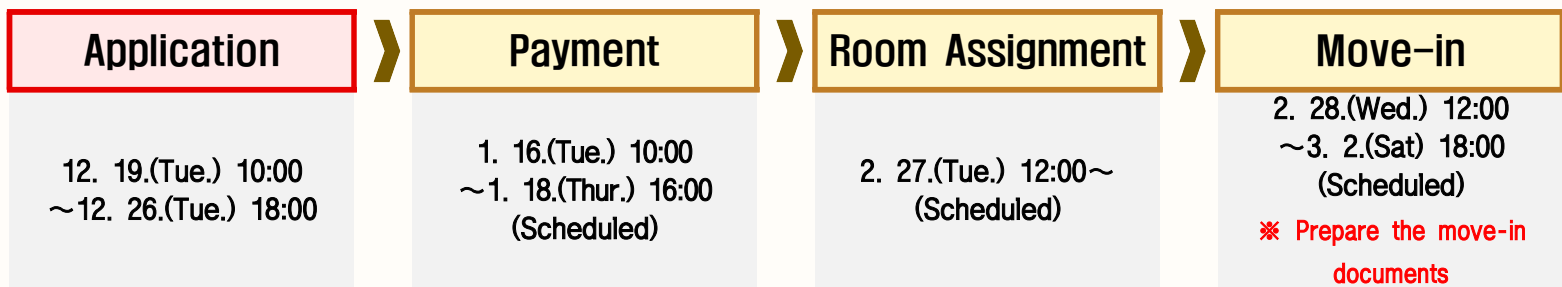 Application
Payment
Room Assignment
Move-in
12. 19.(Tue.) 10:00
~12. 26.(Tue.) 18:00
1. 16.(Tue.) 10:00
~1. 18.(Thur.) 16:00
(Scheduled)
2. 27.(Tue.) 12:00~
(Scheduled)
2. 28.(Wed.) 12:00
~3. 2.(Sat) 18:00
(Scheduled)
※ Prepare the move-in
documents